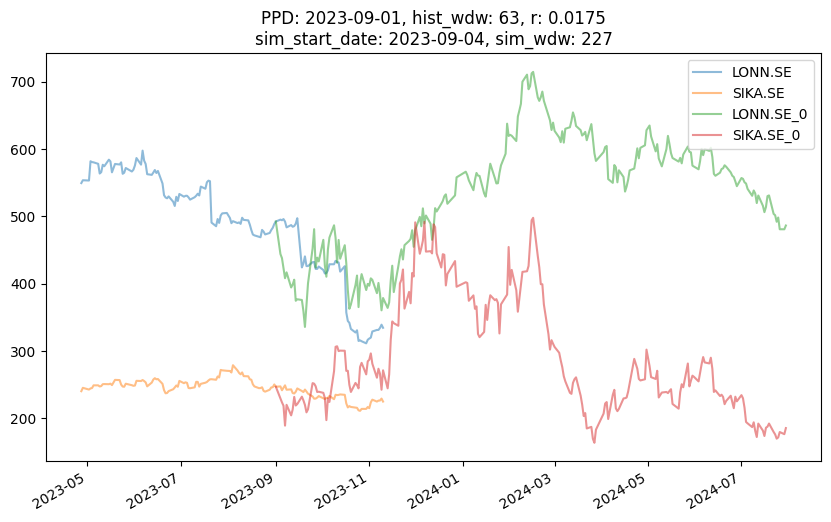 PPD: 2023-09-01, hist_wdw: 63, r: 0.0175
sim_start_date: 2023-09-04, sim_wdw: 227
LONN.SE
SIKA.SE
LONN.SE_0
SIKA.SE_0
700
600
500
400
300
200
2023-05
2023-07
2023-09
2023-11
2024-01
2024-03
2024-05
2024-07